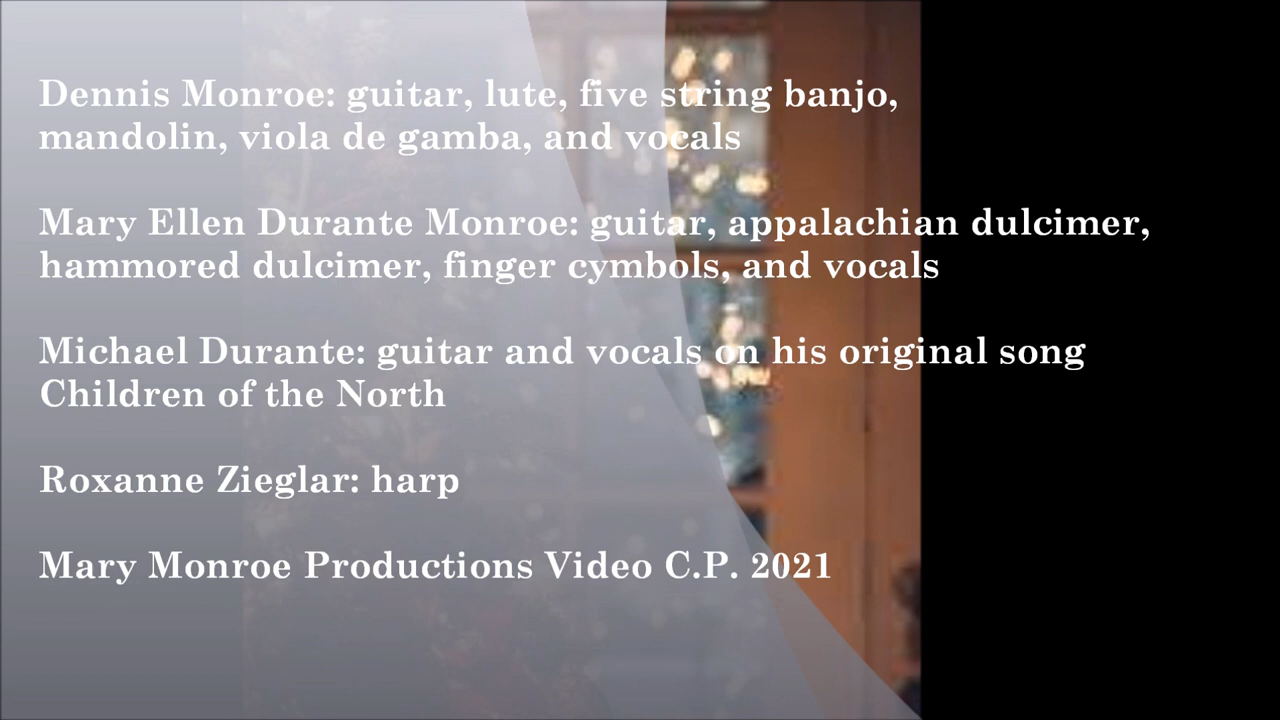 Dennis Monroe: guitar, lute, five string banjo,
mandolin, viola de gamba, and vocals
Mary Ellen Durante Monroe: guitar, appalachian dulcimer,
hammored dulcimer, finger cymbols, and vocals
Michael Durante: guitar and vocals on his original song
Children of the North
Roxanne Zieglar: harp
Mary Monroe Productions Video C.P. 2021